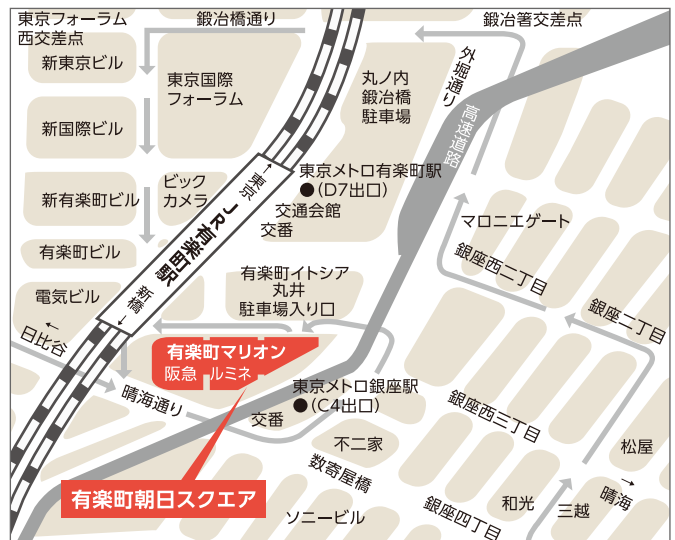 東京フォーラム
西交差点
鍛冶橋通り
鍛冶箸交差点
新東京ビル
東京国際
フォーラム
丸ノ内
鍛冶橋
駐車場
外堀通り
高速道路
新国際ビル
新有楽町ビル
ビック
カメラ
←東京
JR有楽町駅
新橋→
東京メトロ有楽町駅
●(D7出口)
交通会館
交番
マロニエゲート
有楽町ビル
銀座西二丁目
電気ビル
有楽町イトシア
丸井
駐車場入り口
銀座二丁目
←
日比谷
有楽町マリオン
阪急 ルミネ
晴海通り
東京メトロ銀座駅
●(C4出口)
交番
銀座西三丁目
不二家
松屋
数寄屋橋
→
晴海
有楽町朝日スクエア
ソニービル
銀座四丁目
和光
三越